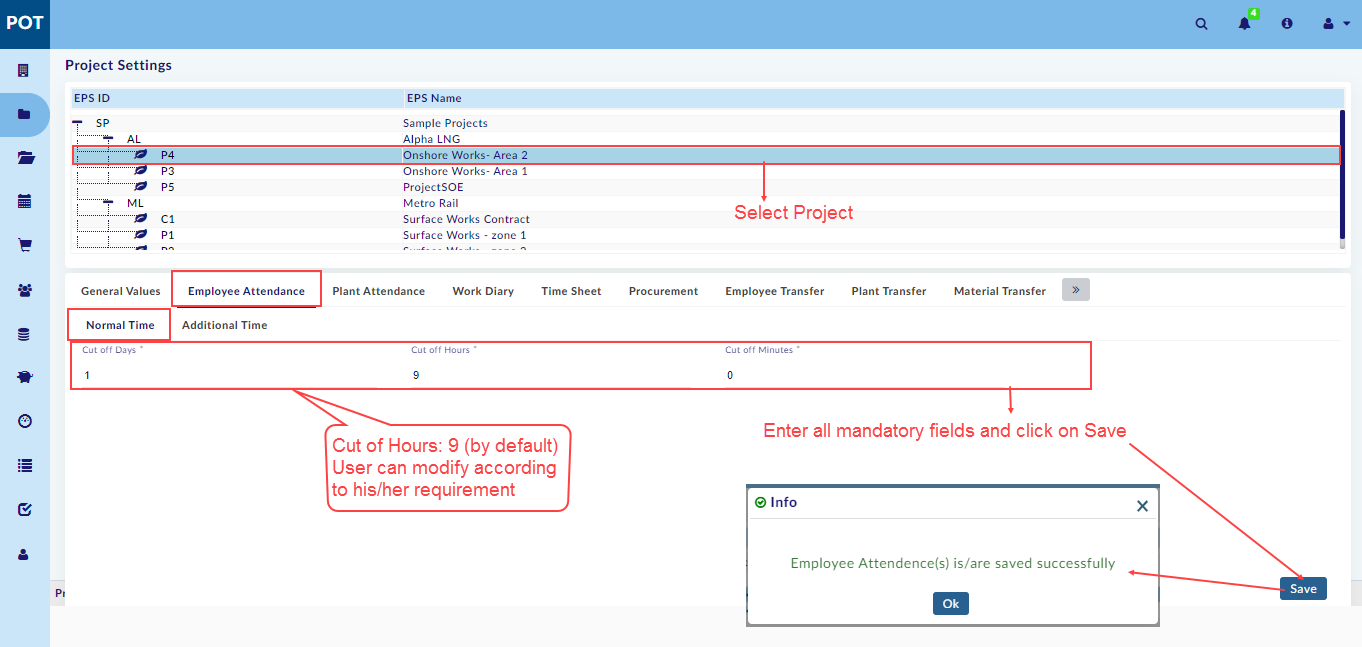 POT
4
Project Settings
EPS ID EPS Name
SP Sample Projects
AL Alpha LNG
P4 Onshore Works- Area 2
P3 Onshore Works- Area 1
P5 ProjectSOE
ML Metro Rail
C1 Surface Works Contract
P1 Surface Works - zone 1
P2 Surface Works - zone 2
Select Project
General Values Employee Attendance Plant Attendance Work Diary Time Sheet Procurement Employee Transfer Plant Transfer Material Transfer »
Normal Time Additional Time
Cut off Days * Cut off Hours * Cut off Minutes *
1 9 0
Cut of Hours: 9 (by default)
User can modify according
to his/her requirement
Enter all mandatory fields and click on Save
Info
Employee Attendence(s) is/are saved successfully
Ok
Save